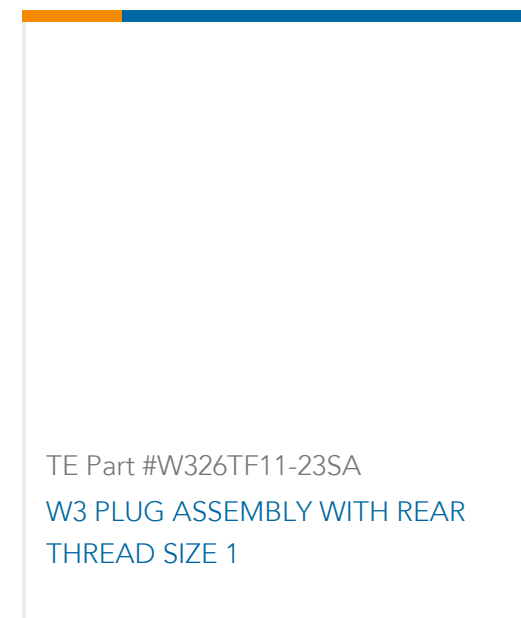 TE Part #W326TF11-23SA
W3 PLUG ASSEMBLY WITH REAR
THREAD SIZE 1